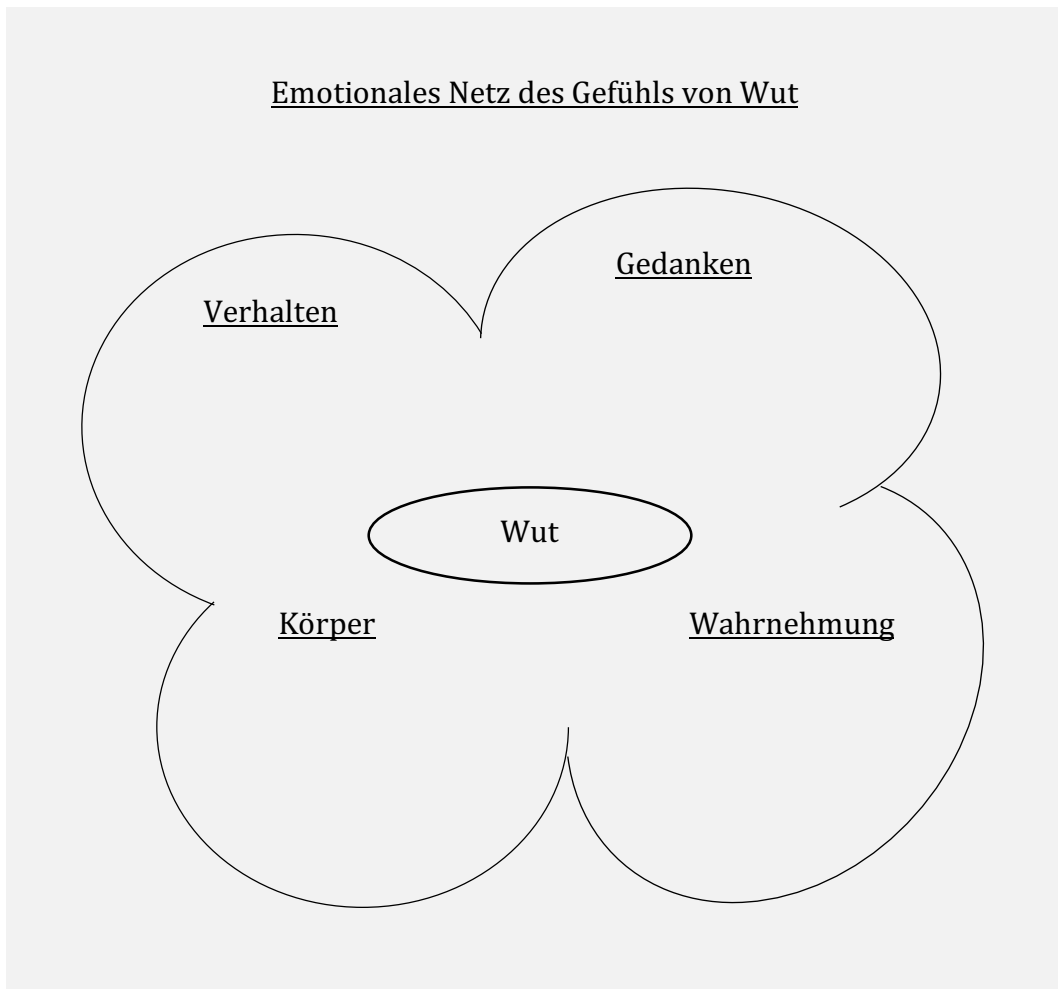 Emotionales Netz des Gefühls von Wut
Gedanken
Verhalten
Wut
Körper
Wahrnehmung